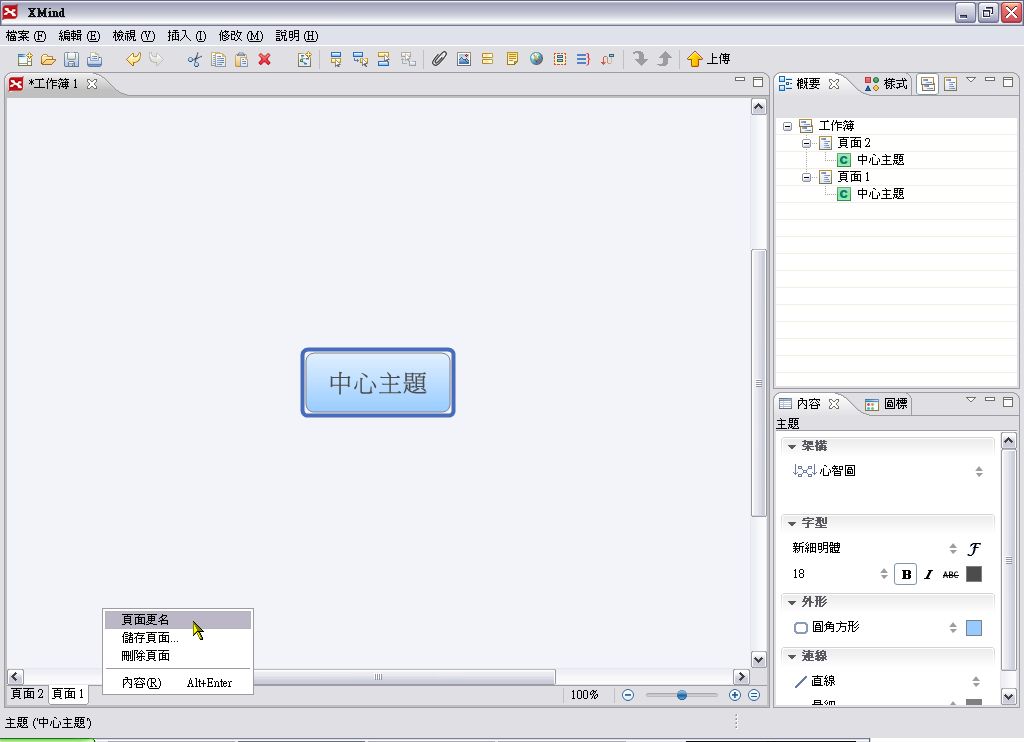 XMind
檔案 (F) 編輯 (E) 檢視 (V) 插入 (I) 修改 (M) 說明 (H)
上傳
*工作簿 1
概要 樣式
工作簿
頁面 2
中心主題
頁面 1
中心主題
中心主題
內容 圖標
主題
架構
心智圖
字型
新細明體
18 B I ABC
外形
圓角方形
連線
直線
頁面更名
儲存頁面...
刪除頁面
內容(R) Alt+Enter
頁面 2 頁面 1
100%
主題 ('中心主題')